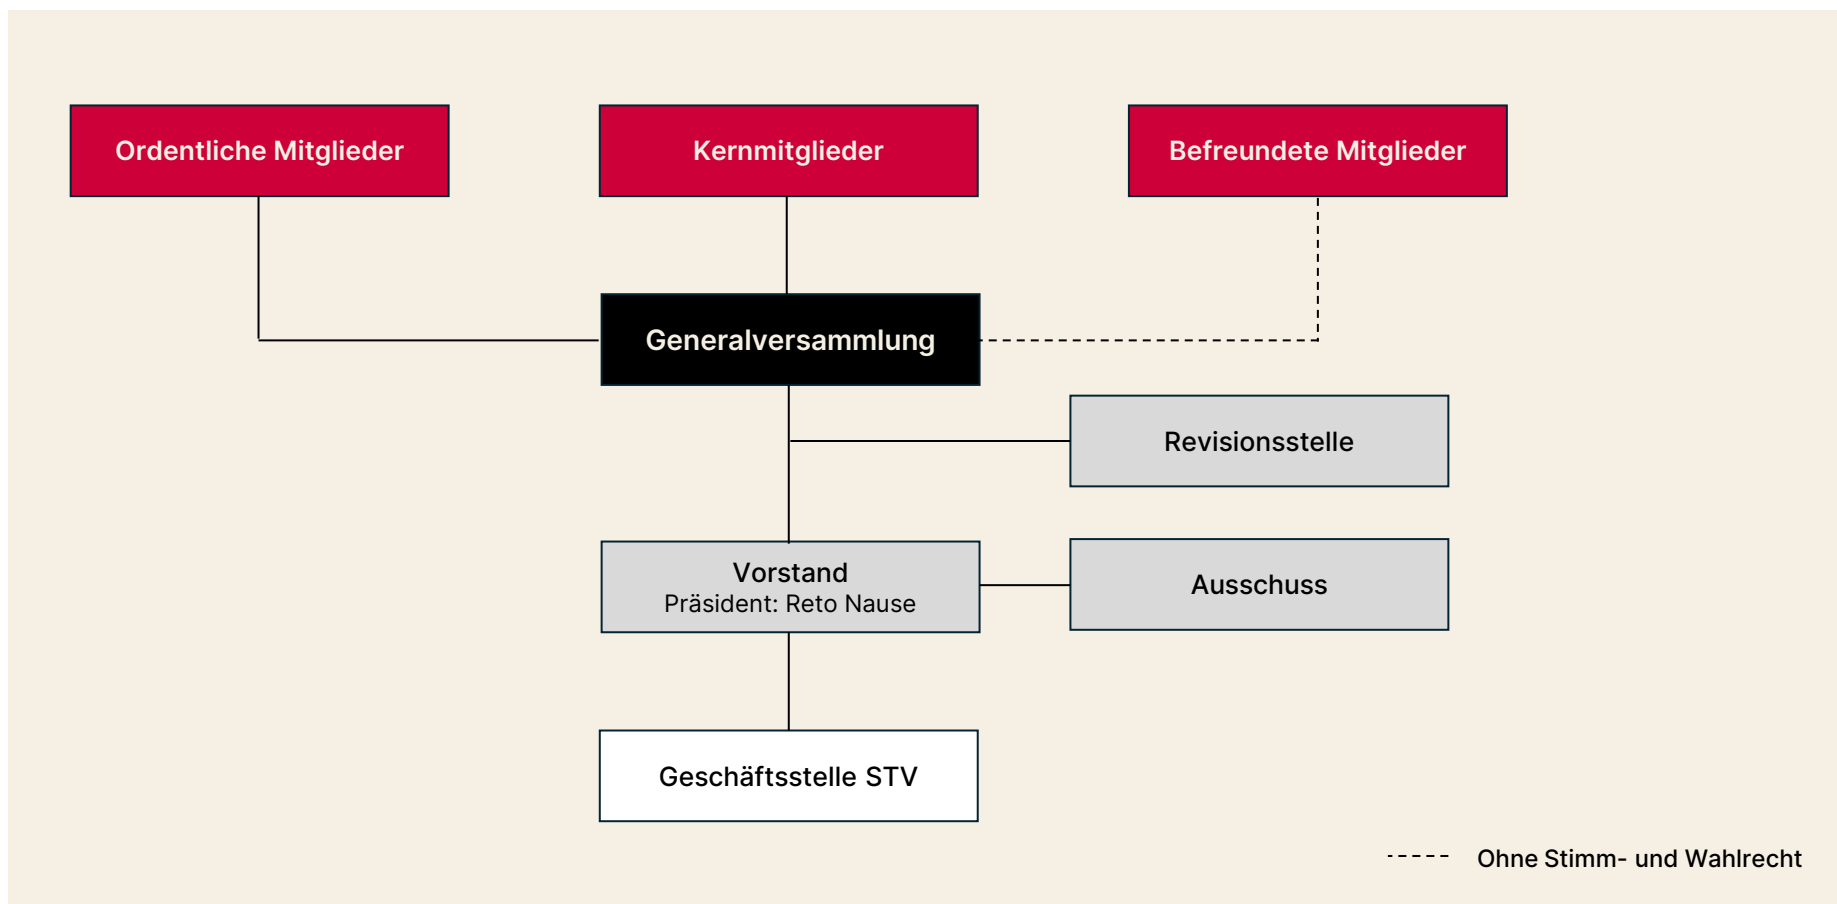 Ordentliche Mitglieder
Kernmitglieder
Befreundete Mitglieder
Generalversammlung
Revisionsstelle
Vorstand
Präsident: Reto Nause
Ausschuss
Geschäftsstelle STV
Ohne Stimm- und Wahlrecht